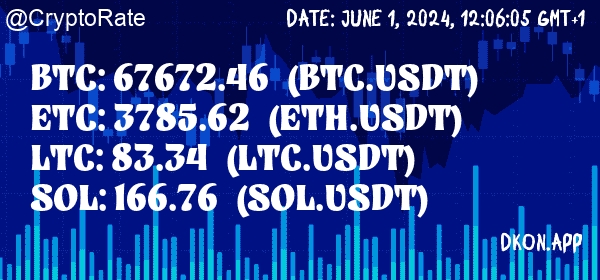 @CryptoRate
DATE: JUNE 1, 2024, 12:06:05 GMT+1
BTC: 67672.46 (BTC.USDT)
ETC: 3785.62 (ETH.USDT)
LTC: 83.34 (LTC.USDT)
SOL: 166.76 (SOL.USDT)
DKON.APP